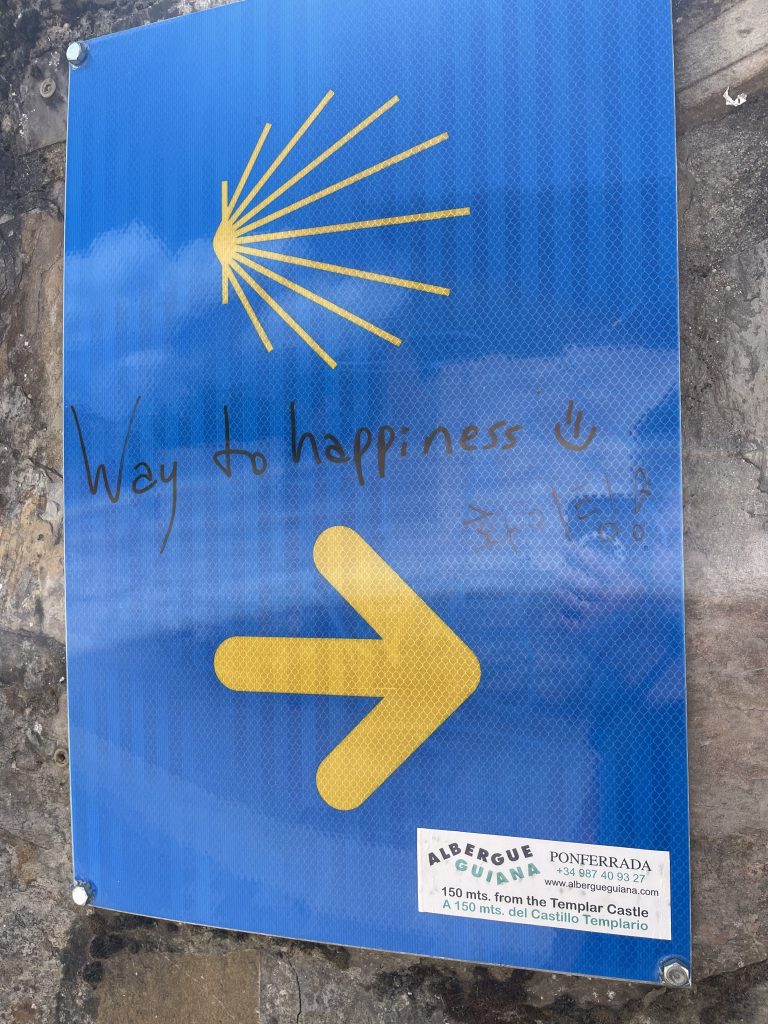 Way to happiness
ALBERGUE
GUIANA
PONFERRADA
+34 987 40 93 27
www.albergueguiana.com
150 mts. from the Templar Castle
A 150 mts. del Castillo Templario